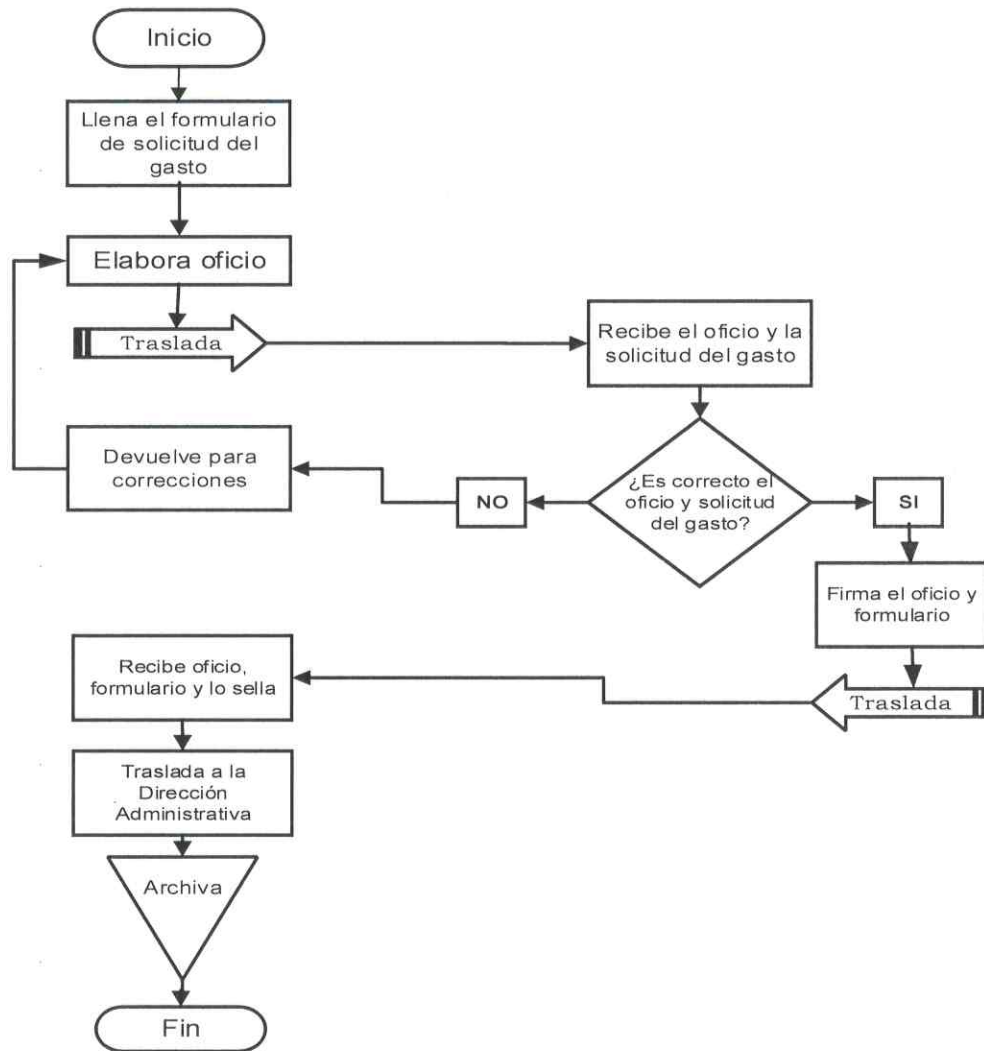 Inicio
Llena el formulario
de solicitud del
gasto
Elabora oficio
Traslada
Recibe el oficio y la
solicitud del gasto
¿Es correcto el
oficio y solicitud
del gasto?
NO
Devuelve para
correcciones
SI
Firma el oficio y
formulario
Traslada
Recibe oficio,
formulario y lo sella
Traslada a la
Dirección
Administrativa
Archiva
Fin